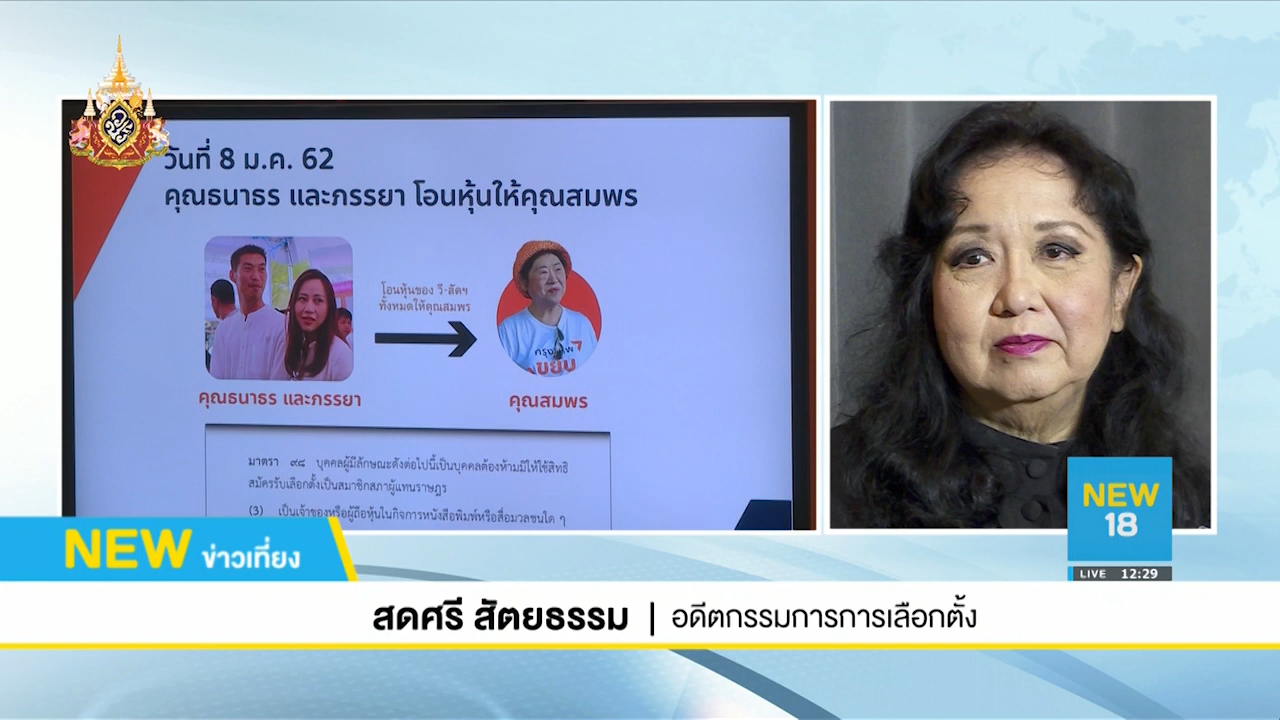 วันที่ 8 ม.ค. 62
คุณธนาธร และภรรยา โอนหุ้นให้คุณสมพร
โอนหุ้นของ วี-ลัคฯ
ทั้งหมดให้คุณสมพร
คุณธนาธร และภรรยา
คุณสมพร
มาตรา ๙๘ บุคคลผู้มีลักษณะดังต่อไปนี้เป็นบุคคลต้องห้ามมิให้ใช้สิทธิ
สมัครรับเลือกตั้งเป็นสมาชิกสภาผู้แทนราษฎร
(3) เป็นเจ้าของหรือผู้ถือหุ้นในกิจการหนังสือพิมพ์หรือสื่อมวลชนใด ๆ
NEW
18
LIVE 12:29
NEW ข่าวเที่ยง
สดศรี สัตยธรรม | อดีตกรรมการการเลือกตั้ง